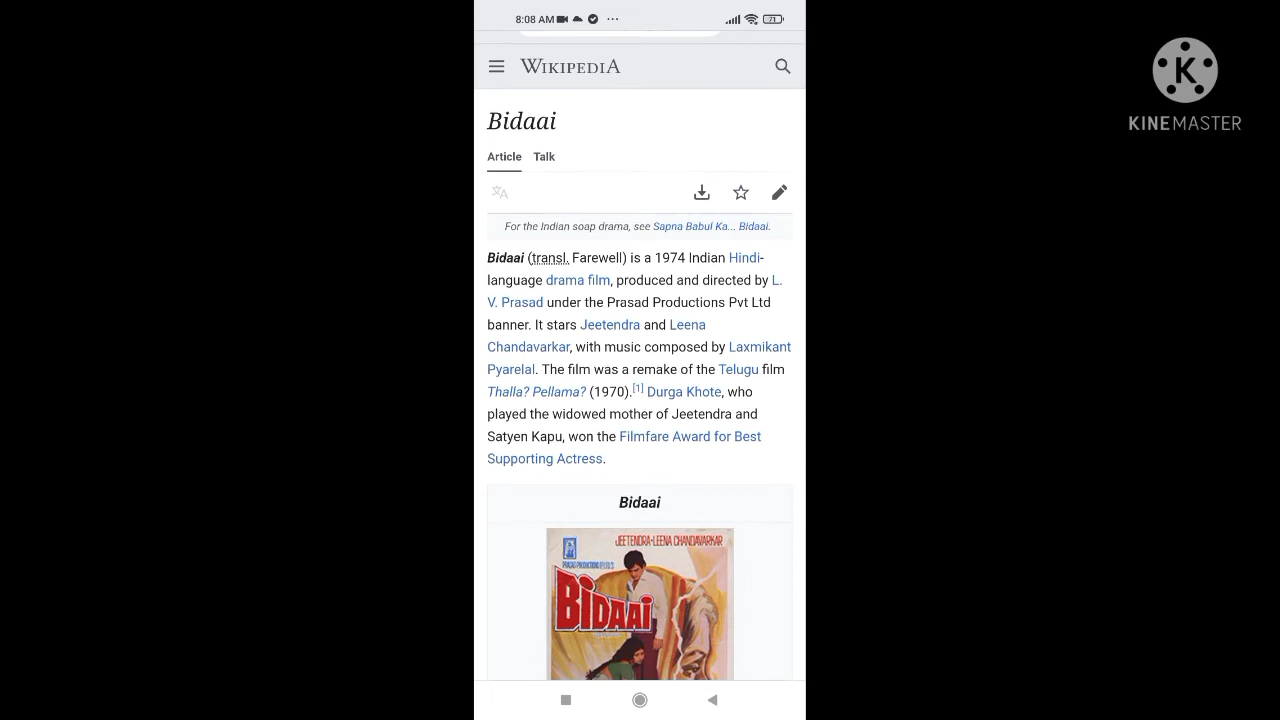 8:08 AM
71
WIKIPEDIA
Bidaai
Article Talk
For the Indian soap drama, see Sapna Babul Ka... Bidaai.
Bidaai (transl. Farewell) is a 1974 Indian Hindi-
language drama film, produced and directed by L.
V. Prasad under the Prasad Productions Pvt Ltd
banner. It stars Jeetendra and Leena
Chandavarkar, with music composed by Laxmikant
Pyarelal. The film was a remake of the Telugu film
Thalla? Pellama? (1970).[1] Durga Khote, who
played the widowed mother of Jeetendra and
Satyen Kapu, won the Filmfare Award for Best
Supporting Actress.
Bidaai
JEETENDRA-LEENA CHANDAVARKAR
BIDAAI
K
KINEMASTER